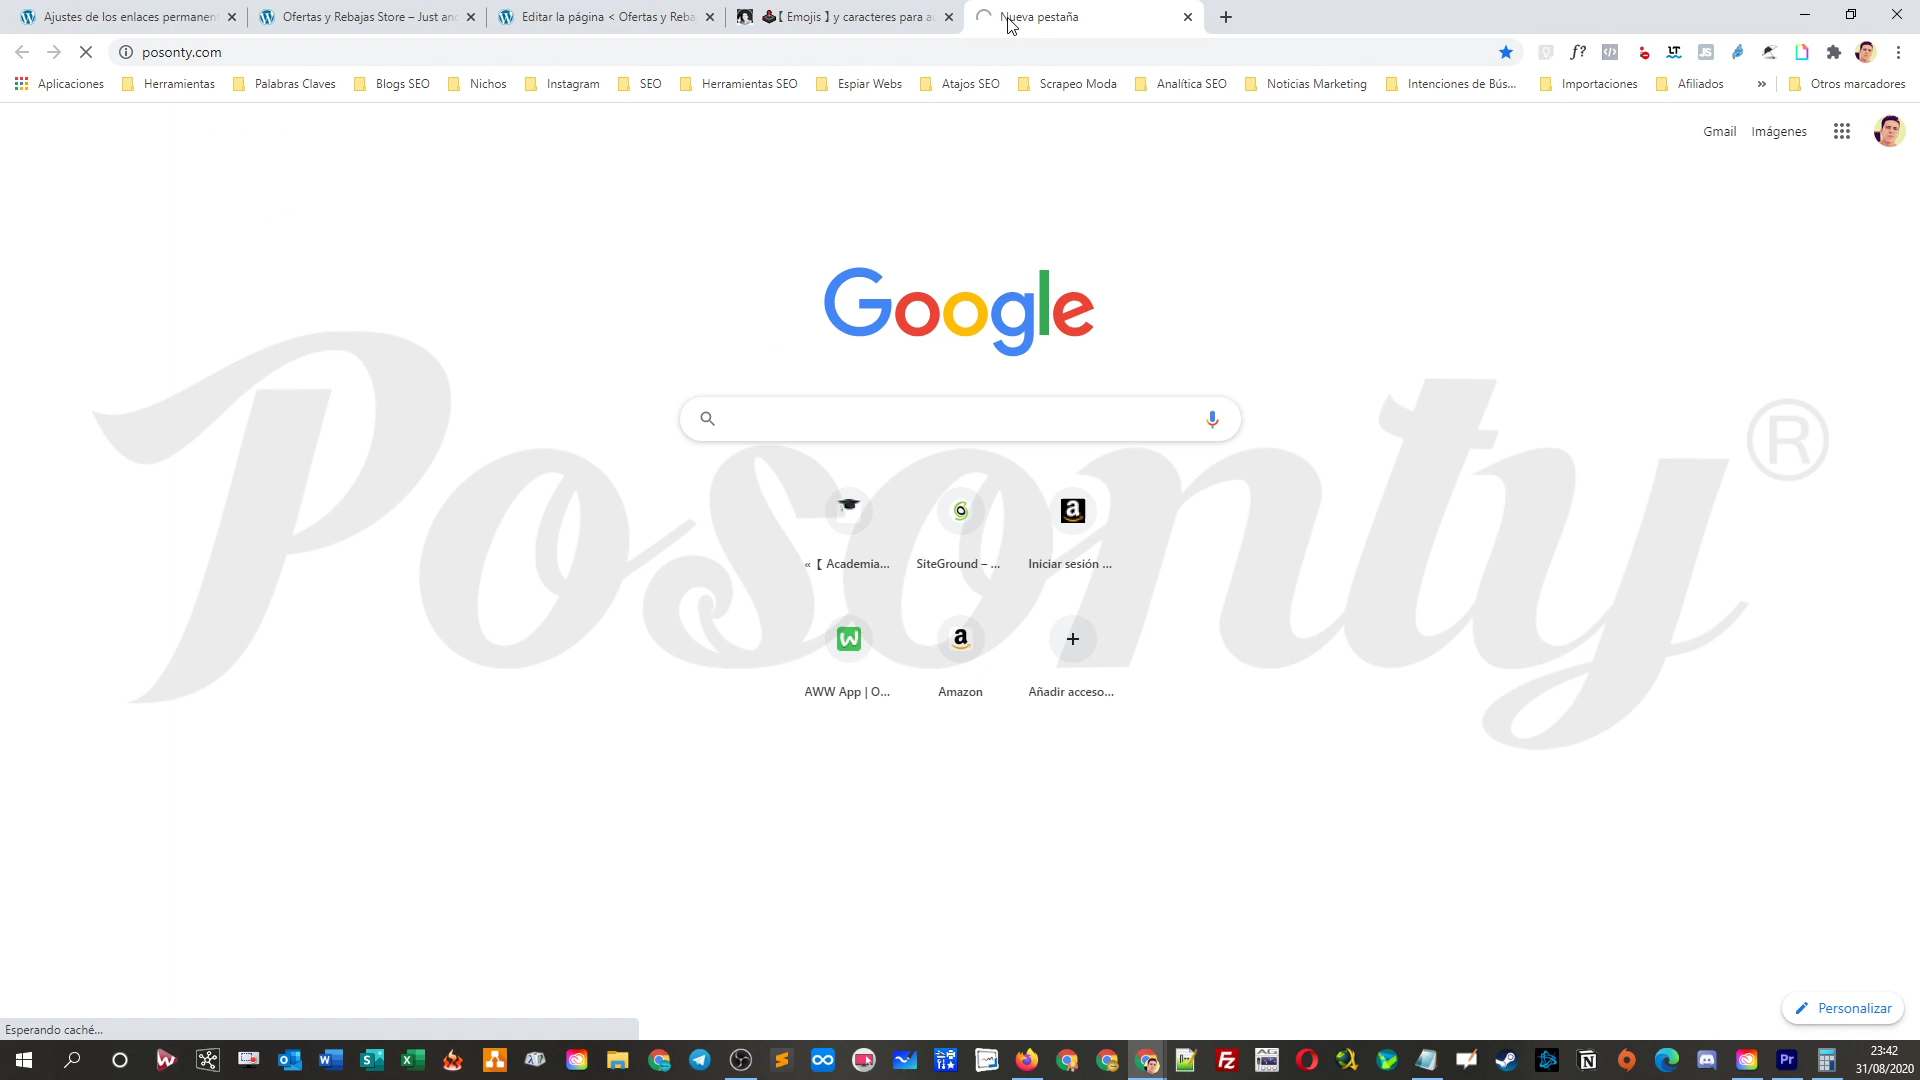 Ajustes de los enlaces permanent
Ofertas y Rebajas Store – Just an
Editar la página < Ofertas y Reba
【 Emojis 】 y caracteres para a
Nueva pestaña
posonty.com
Aplicaciones
Herramientas
Palabras Claves
Blogs SEO
Nichos
Instagram
SEO
Herramientas SEO
Espiar Webs
Atajos SEO
Scrapeo Moda
Analítica SEO
Noticias Marketing
Intenciones de Bús...
Importaciones
Afiliados
»
Otros marcadores
Gmail
Imágenes
Google
Posonty®
« 【 Academia...
SiteGround – ...
Iniciar sesión ...
AWW App | O...
Amazon
Añadir acceso...
Personalizar
Esperando caché...
23:42
31/08/2020